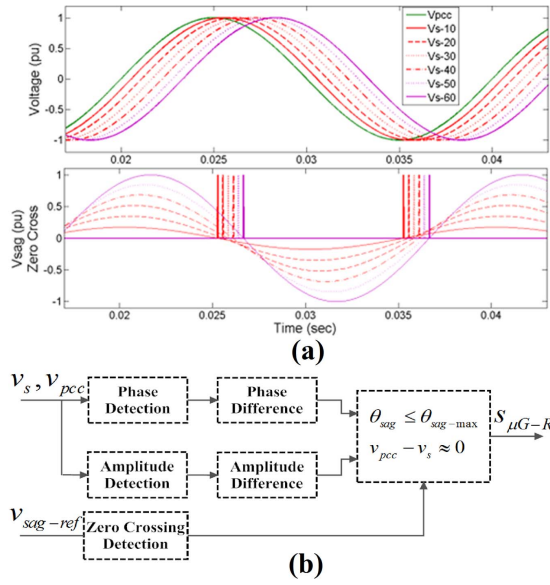 Vpcc
Vs-10
Vs-20
Vs-30
Vs-40
Vs-50
Vs-60
Voltage (pu)
1
0.5
0
-0.5
-1
0.02 0.025 0.03 0.035 0.04
Vsag
Zero Cross
1
0.5
0
-0.5
-1
0.02 0.025 0.03 0.035 0.04
Time (sec)
(a)
v_s, v_pcc
Phase
Detection
Phase
Difference
θ_sag ≤ θ_sag-max
v_pcc - v_s ≈ 0
S_μG-R
Amplitude
Detection
Amplitude
Difference
v_sag-ref
Zero Crossing
Detection
(b)